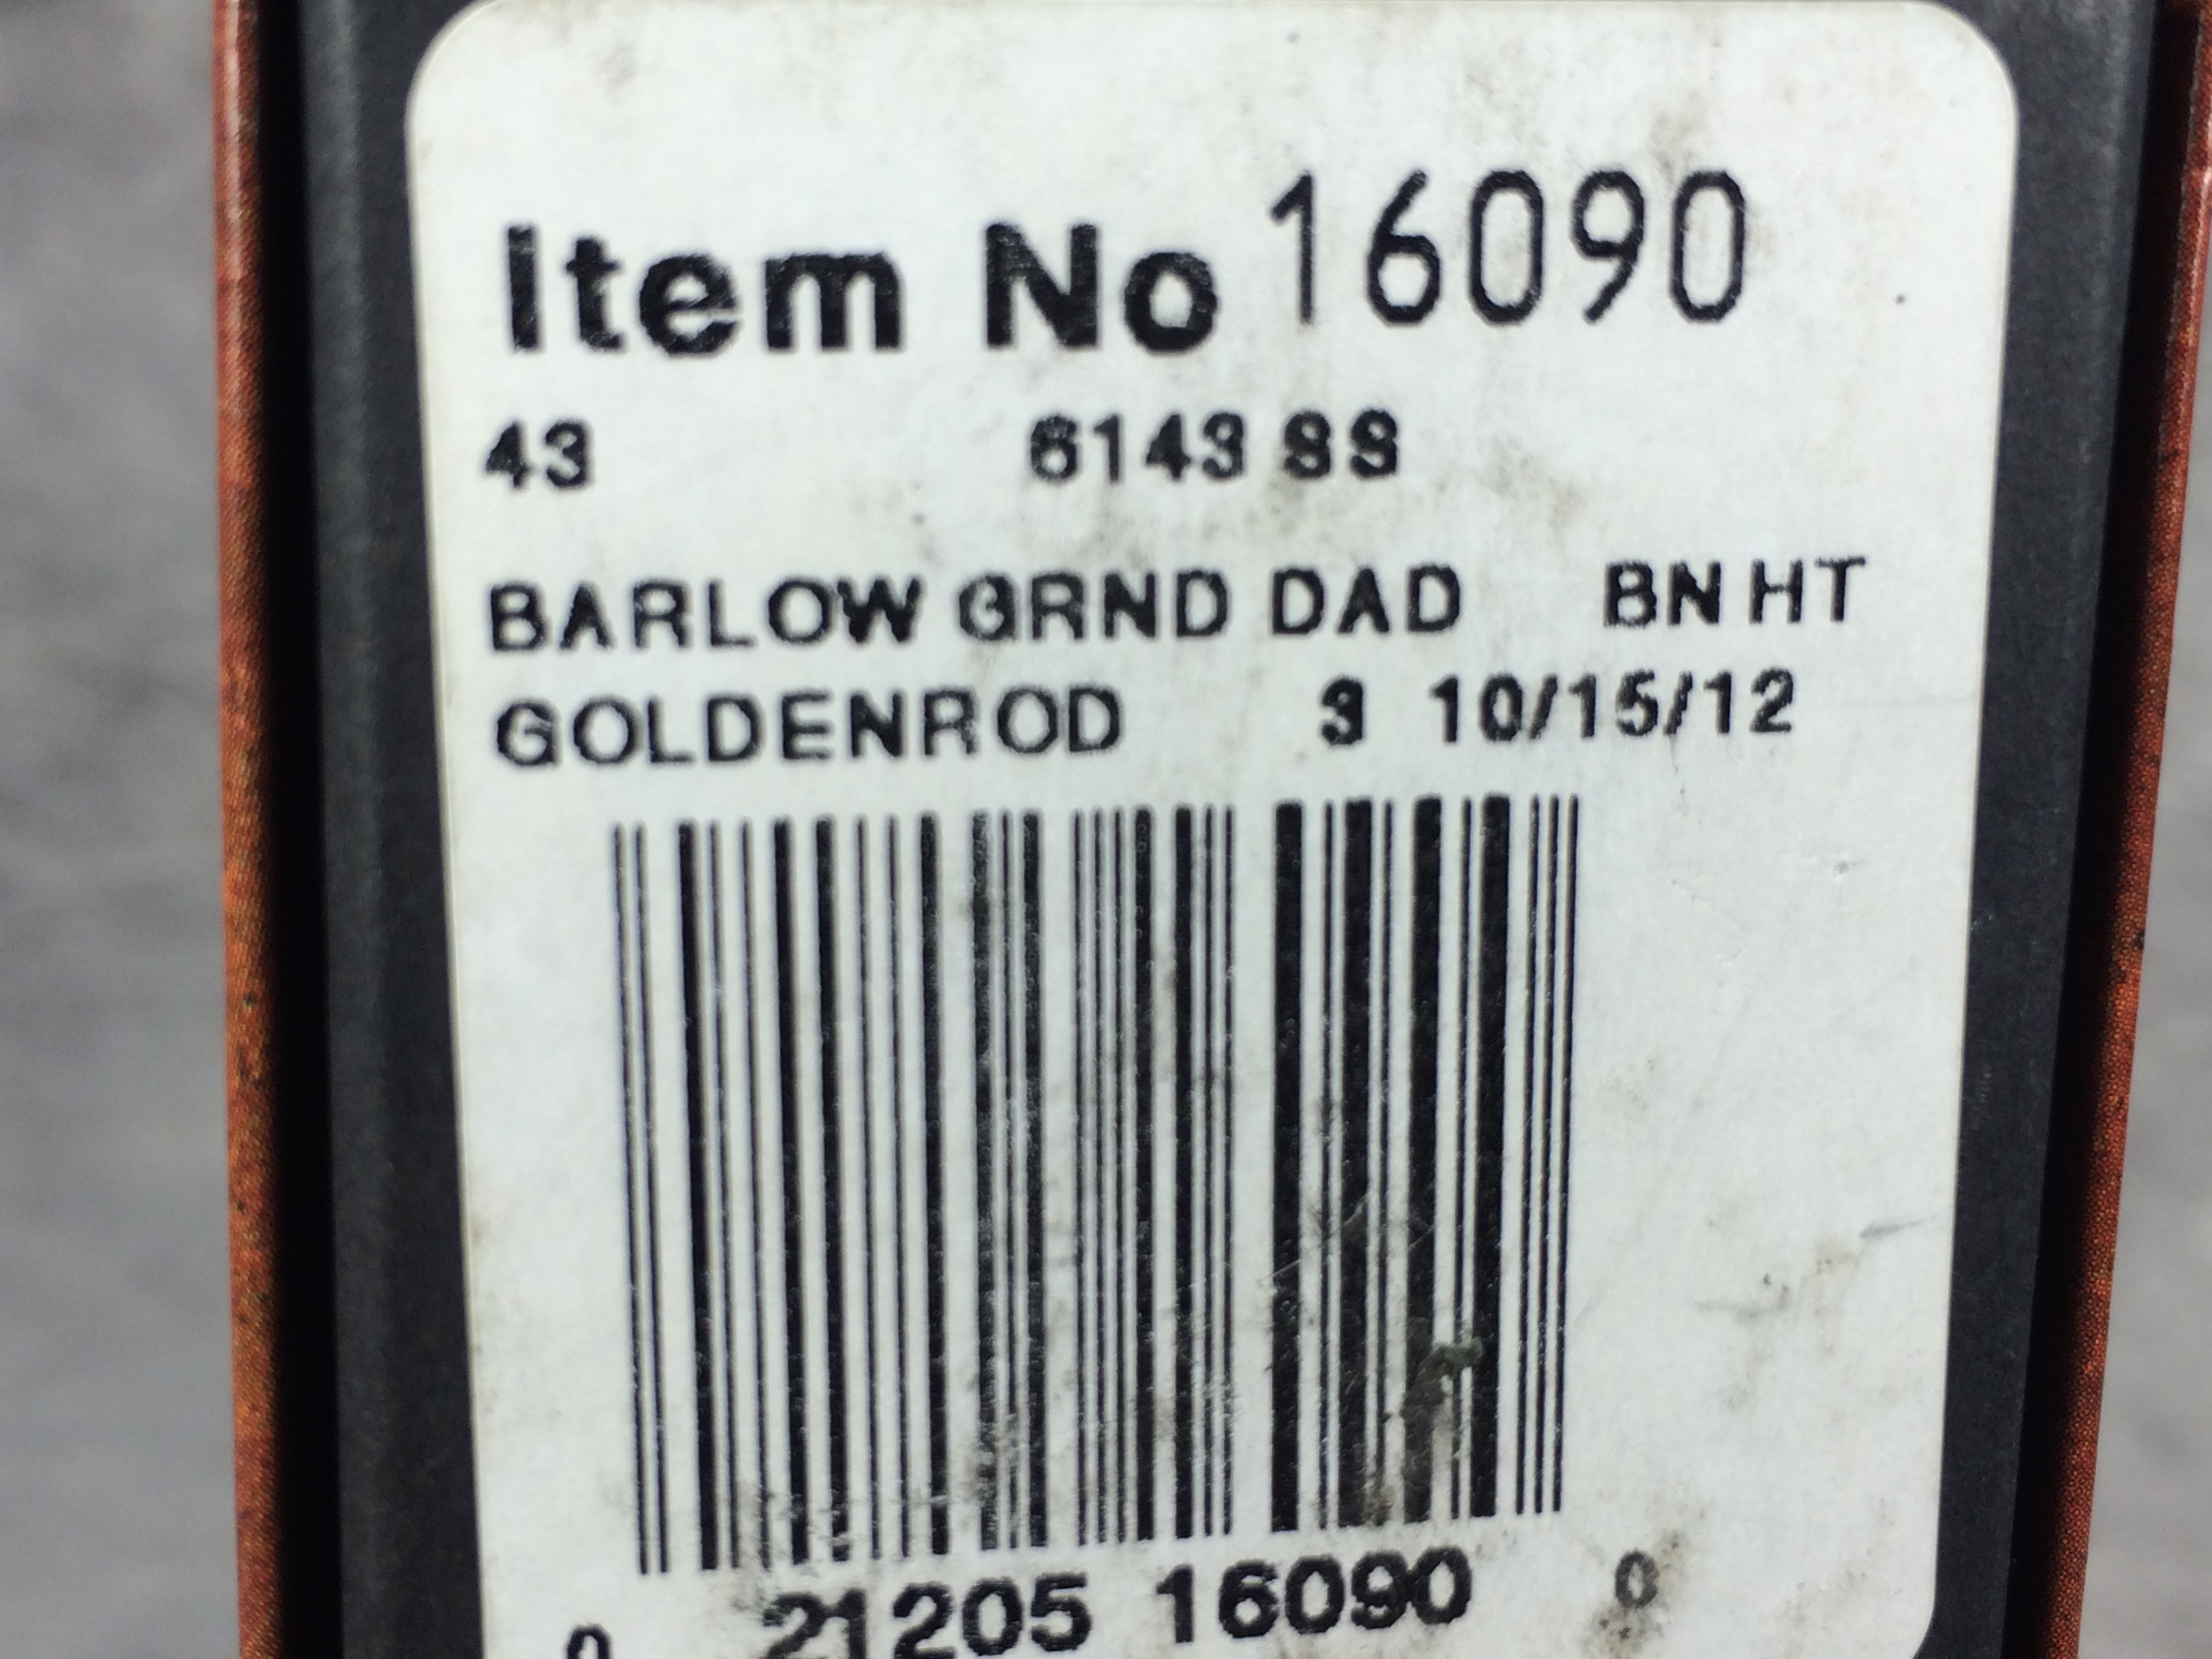 Item No 16090
43 6143 SS
BARLOW GRND DAD BN HT
GOLDENROD 3 10/15/12
0 21205 16090 0